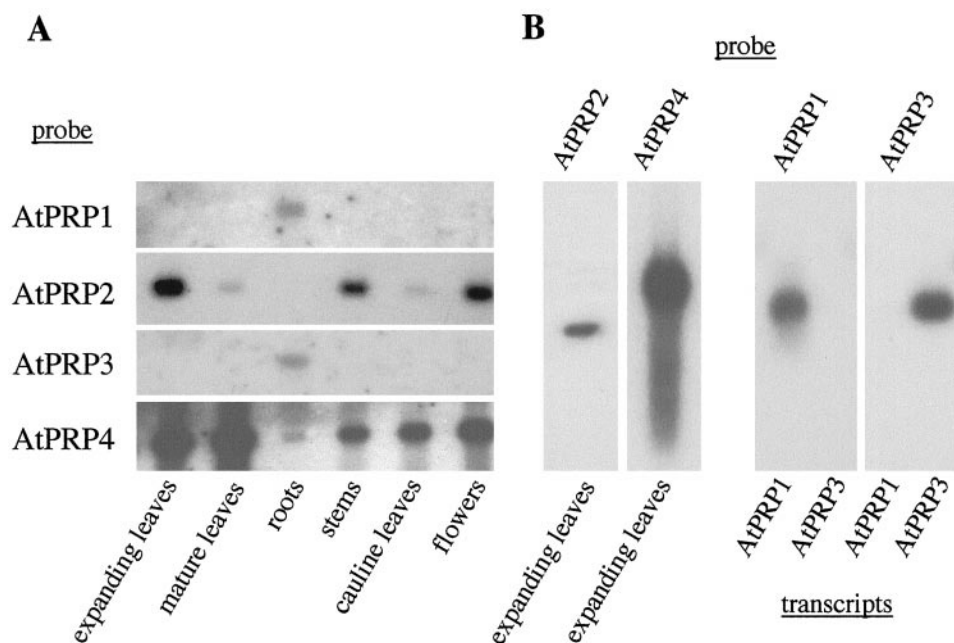 A
probe
AtPRP1
AtPRP2
AtPRP3
AtPRP4
expanding leaves
mature leaves
roots
stems
cauline leaves
flowers
B
probe
AtPRP2
AtPRP4
AtPRP1
AtPRP3
expanding leaves
expanding leaves
AtPRP1
AtPRP3
AtPRP1
AtPRP3
transcripts